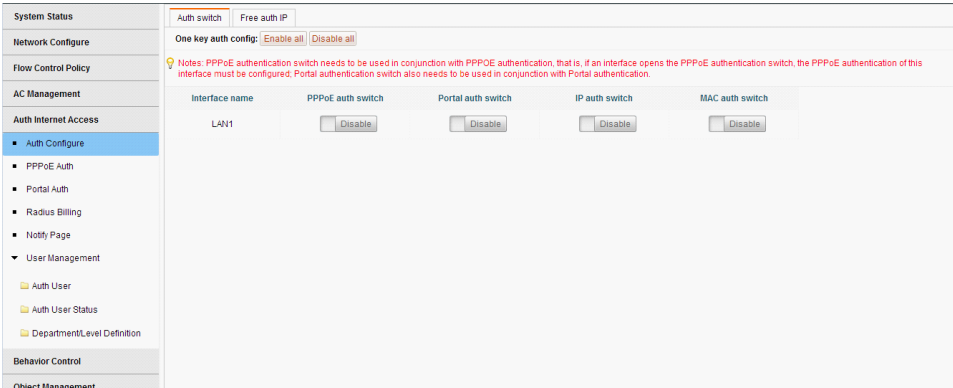 System Status
Network Configure
Flow Control Policy
AC Management
Auth Internet Access
Auth Configure
PPPoE Auth
Portal Auth
Radius Billing
Notify Page
User Management
Auth User
Auth User Status
Department/Level Definition
Behavior Control
Object Management
Auth switch Free auth IP
One key auth config: Enable all Disable all
Notes: PPPoE authentication switch needs to be used in conjunction with PPPOE authentication, that is, if an interface opens the PPPoE authentication switch, the PPPoE authentication of this
interface must be configured; Portal authentication switch also needs to be used in conjunction with Portal authentication.
Interface name PPPoE auth switch Portal auth switch IP auth switch MAC auth switch
LAN1 Disable Disable Disable Disable